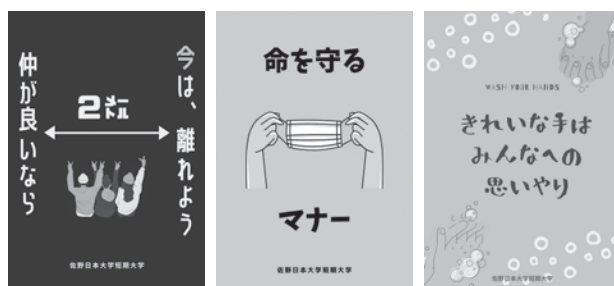 仲が良いなら
今は、離れよう
2メートル
佐野日本大学短期大学
命を守る
マナー
佐野日本大学短期大学
WASH YOUR HANDS
きれいな手は
みんなへの
思いやり
佐野日本大学短期大学